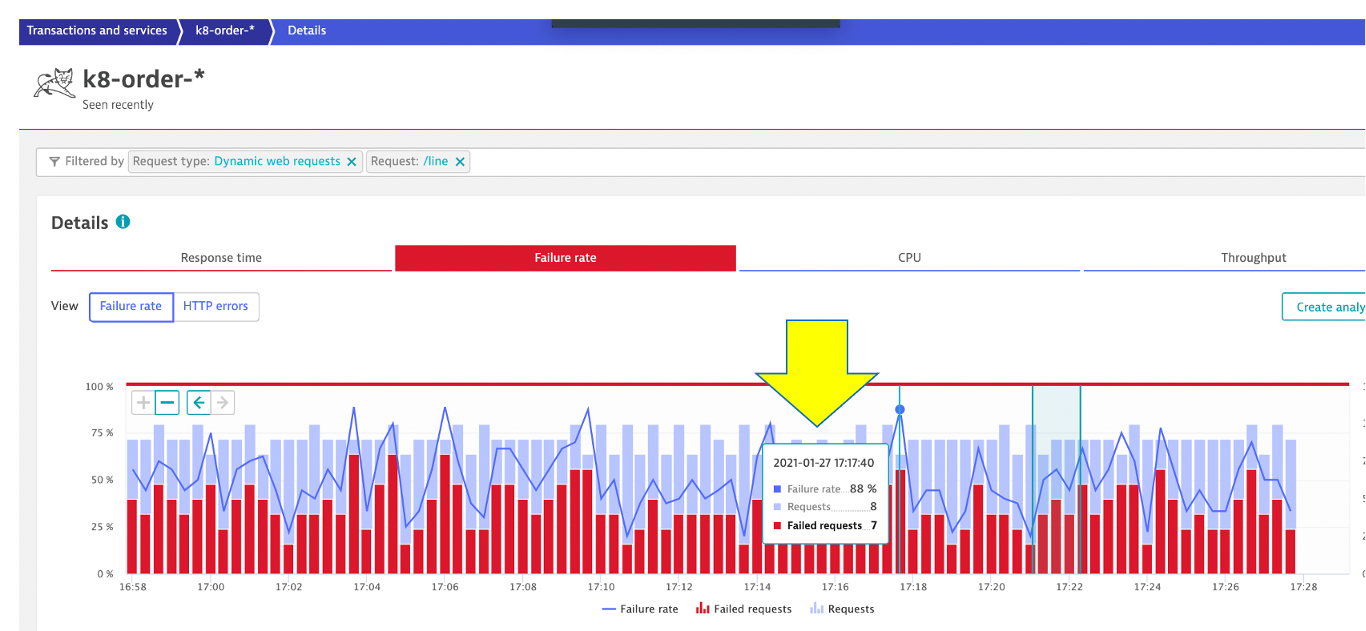 Transactions and services k8-order-* Details
k8-order-*
Seen recently
Filtered by Request type: Dynamic web requests Request: /line
Details
Response time Failure rate CPU Throughput
View Failure rate HTTP errors
100 %
75 %
50 %
25 %
0 %
2021-01-27 17:17:40
Failure rate 88 %
Requests 8
Failed requests 7
16:58 17:00 17:02 17:04 17:06 17:08 17:10 17:12 17:14 17:16 17:18 17:20 17:22 17:24 17:26 17:28
Failure rate Failed requests Requests